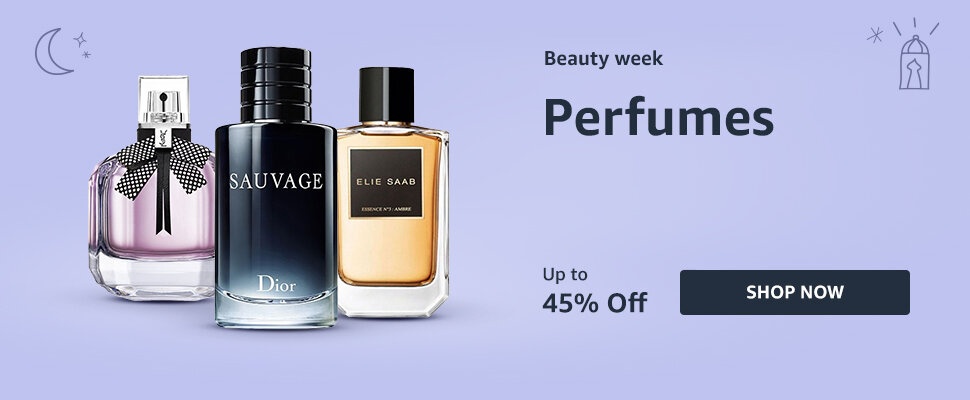 Beauty week
Perfumes
Up to
45% Off
SHOP NOW
SAUVAGE
Dior
ELIE SAAB
ESSENCE N°3 : AMBRE